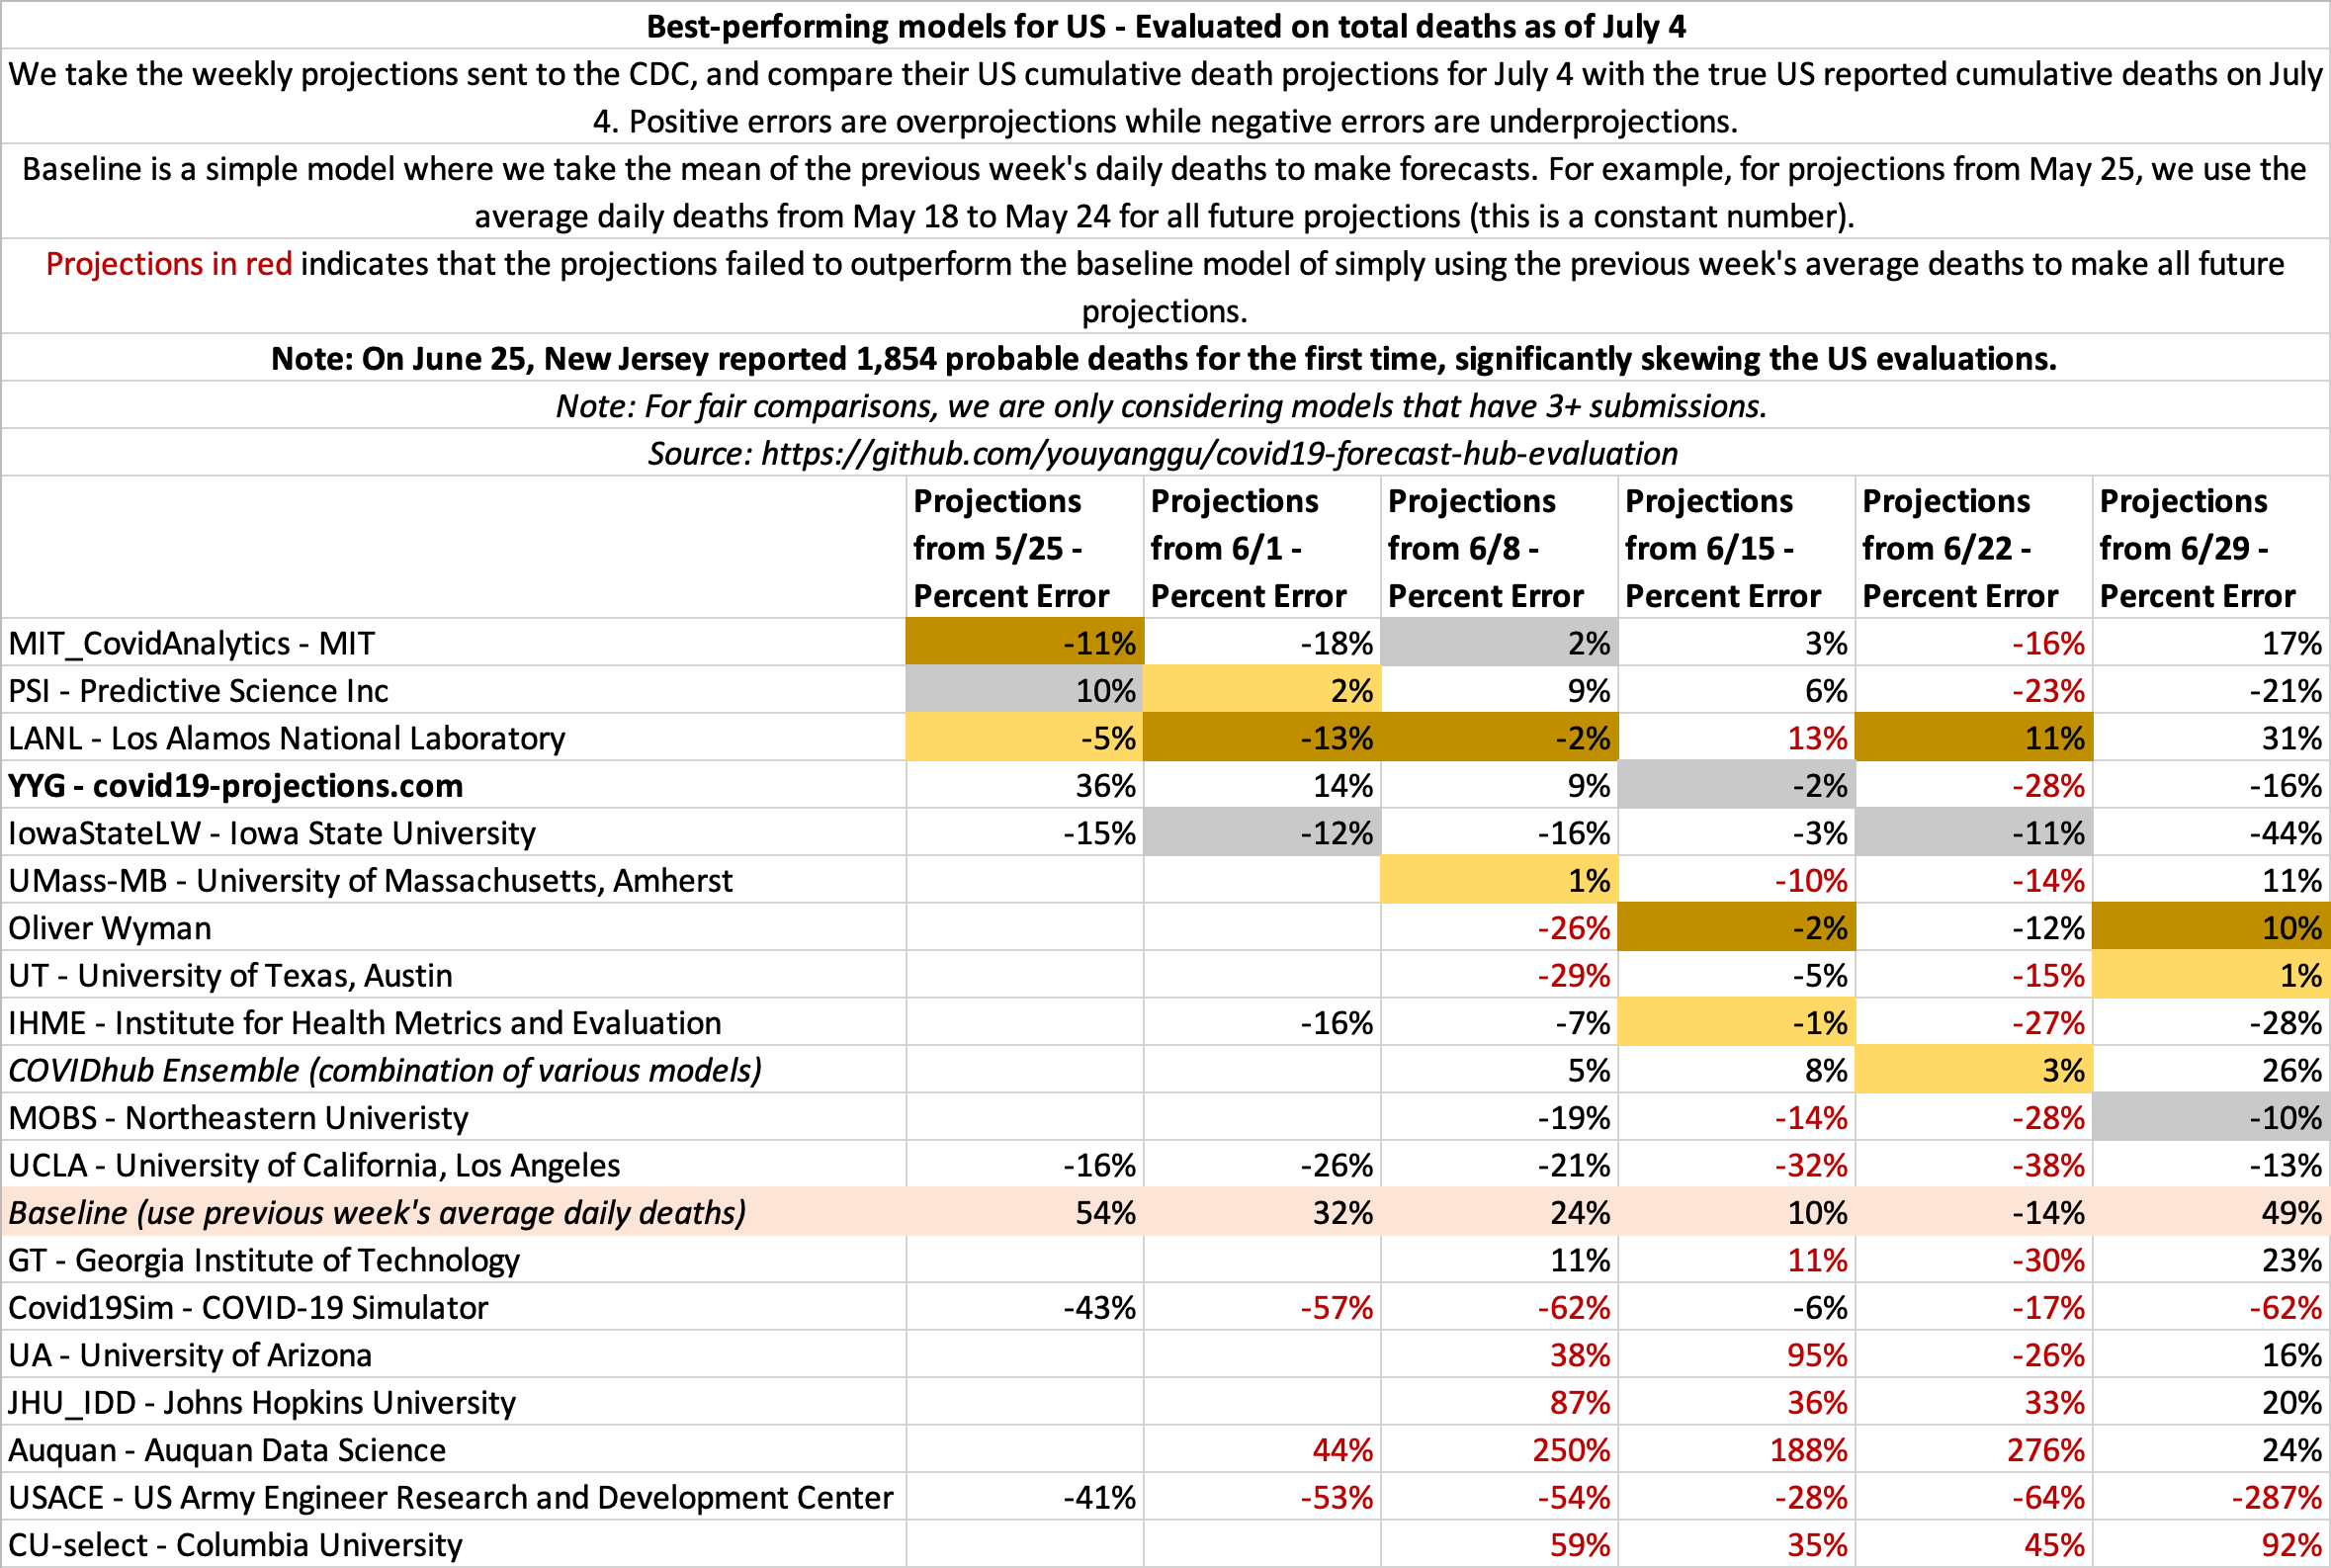 Best-performing models for US - Evaluated on total deaths as of July 4
We take the weekly projections sent to the CDC, and compare their US cumulative death projections for July 4 with the true US reported cumulative deaths on July
4. Positive errors are overprojections while negative errors are underprojections.
Baseline is a simple model where we take the mean of the previous week's daily deaths to make forecasts. For example, for projections from May 25, we use the
average daily deaths from May 18 to May 24 for all future projections (this is a constant number).
Projections in red indicates that the projections failed to outperform the baseline model of simply using the previous week's average deaths to make all future
projections.
Note: On June 25, New Jersey reported 1,854 probable deaths for the first time, significantly skewing the US evaluations.
Note: For fair comparisons, we are only considering models that have 3+ submissions.
Source: https://github.com/youyanggu/covid19-forecast-hub-evaluation
Projections Projections Projections Projections Projections Projections
from 5/25 - from 6/1 - from 6/8 - from 6/15 - from 6/22 - from 6/29 -
Percent Error Percent Error Percent Error Percent Error Percent Error Percent Error
MIT_CovidAnalytics - MIT -11% -18% 2% 3% -16% 17%
PSI - Predictive Science Inc 10% 2% 9% 6% -23% -21%
LANL - Los Alamos National Laboratory -5% -13% -2% 13% 11% 31%
YYG - covid19-projections.com 36% 14% 9% -2% -28% -16%
IowaStateLW - Iowa State University -15% -12% -16% -3% -11% -44%
UMass-MB - University of Massachusetts, Amherst 1% -10% -14% 11%
Oliver Wyman -26% -2% -12% 10%
UT - University of Texas, Austin -29% -5% -15% 1%
IHME - Institute for Health Metrics and Evaluation -16% -7% -1% -27% -28%
COVIDhub Ensemble (combination of various models) 5% 8% 3% 26%
MOBS - Northeastern Univeristy -19% -14% -28% -10%
UCLA - University of California, Los Angeles -16% -26% -21% -32% -38% -13%
Baseline (use previous week's average daily deaths) 54% 32% 24% 10% -14% 49%
GT - Georgia Institute of Technology 11% 11% -30% 23%
Covid19Sim - COVID-19 Simulator -43% -57% -62% -6% -17% -62%
UA - University of Arizona 38% 95% -26% 16%
JHU_IDD - Johns Hopkins University 87% 36% 33% 20%
Auquan - Auquan Data Science 44% 250% 188% 276% 24%
USACE - US Army Engineer Research and Development Center -41% -53% -54% -28% -64% -287%
CU-select - Columbia University 59% 35% 45% 92%